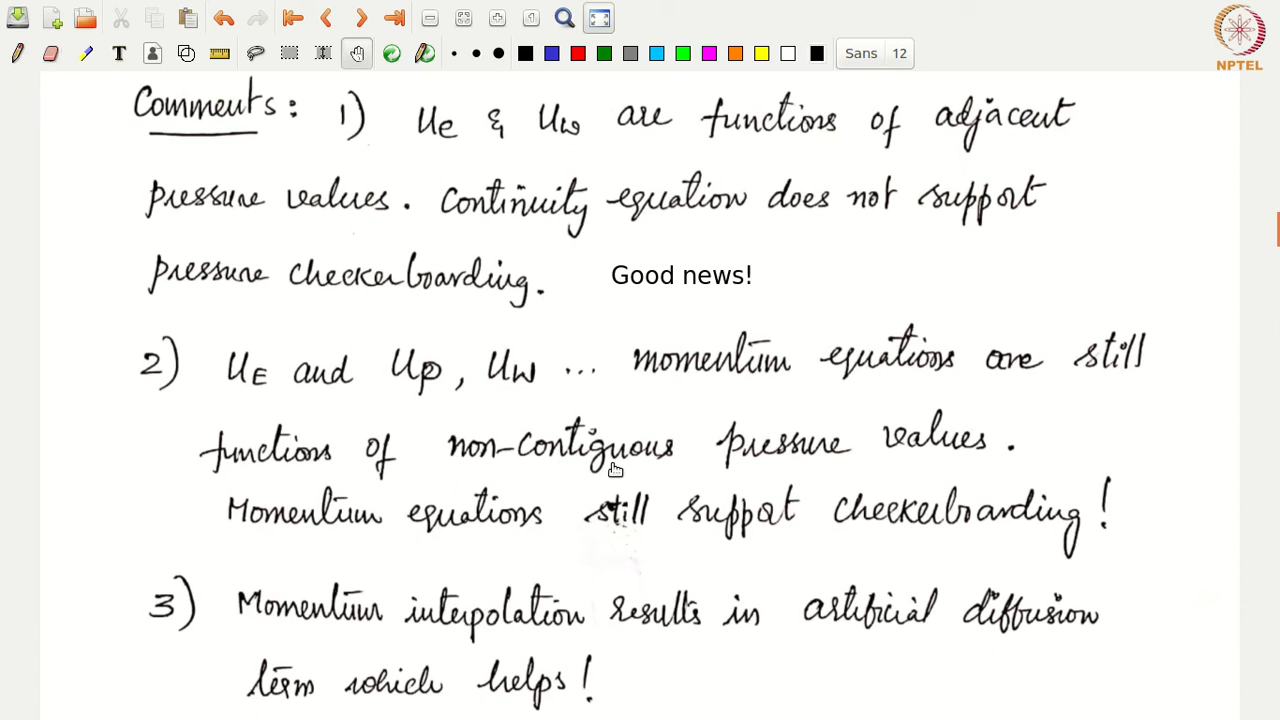 Sans 12
NPTEL
Comments: 1) ue & uw are functions of adjacent
pressure values. Continuity equation does not support
pressure checkerboarding. Good news!
2) uE and up, uW ... momentum equations are still
functions of non-contiguous pressure values.
Momentum equations still support checkerboarding!
3) Momentum interpolation results in artificial diffusion
term which helps!